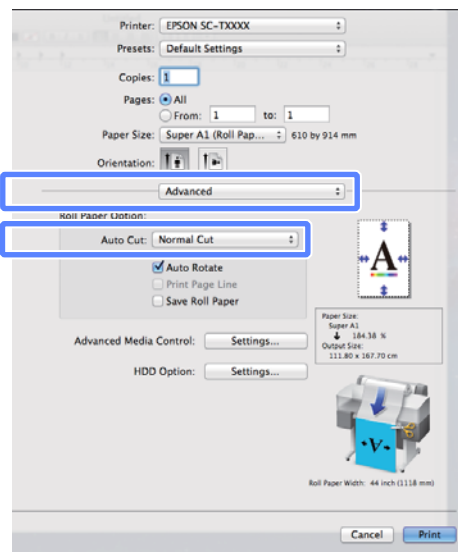 Printer: EPSON SC-TXXXX
Presets: Default Settings
Copies: 1
Pages: All
From: 1 to: 1
Paper Size: Super A1 (Roll Pap... 610 by 914 mm
Orientation:
Advanced
Roll Paper Option:
Auto Cut: Normal Cut
Auto Rotate
Print Page Line
Save Roll Paper
A
Paper Size:
Super A1
184.38 %
Output Size:
111.80 x 167.70 cm
Advanced Media Control: Settings...
HDD Option: Settings...
Roll Paper Width: 44 inch (1118 mm)
Cancel Print